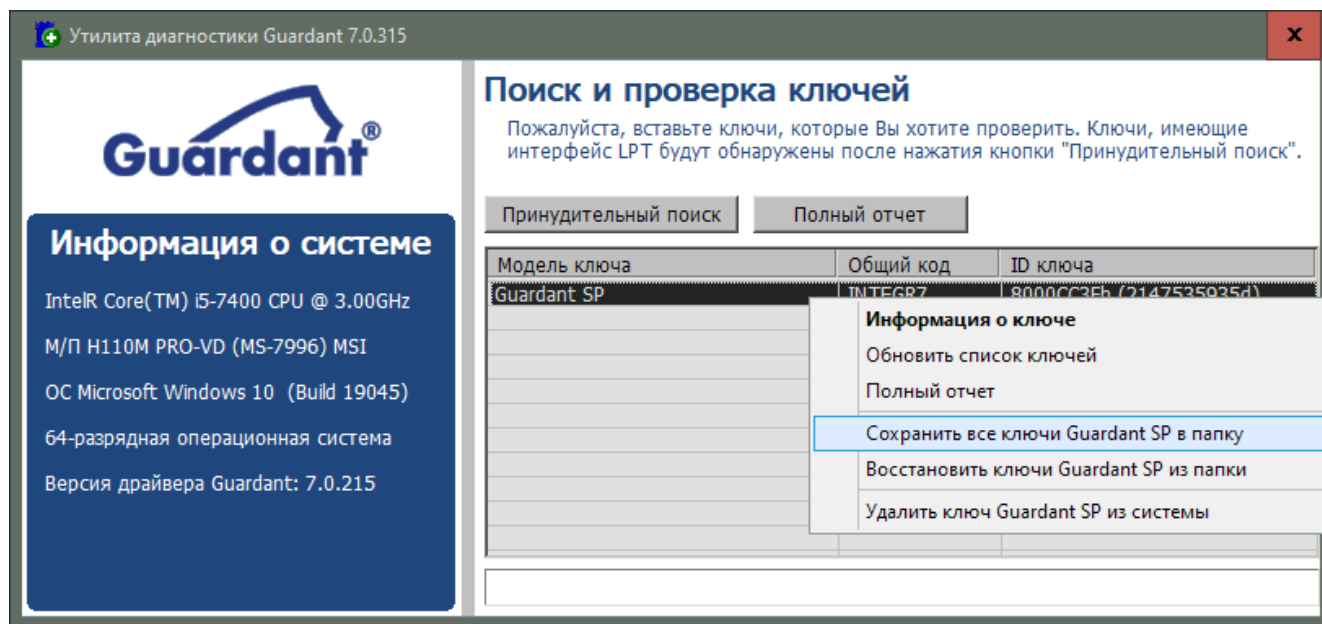 Утилита диагностики Guardant 7.0.315
x
Guardant®
Информация о системе
IntelR Core(TM) i5-7400 CPU @ 3.00GHz
М/П H110M PRO-VD (MS-7996) MSI
ОС Microsoft Windows 10 (Build 19045)
64-разрядная операционная система
Версия драйвера Guardant: 7.0.215
Поиск и проверка ключей
Пожалуйста, вставьте ключи, которые Вы хотите проверить. Ключи, имеющие
интерфейс LPT будут обнаружены после нажатия кнопки "Принудительный поиск".
Принудительный поиск Полный отчет
Модель ключа Общий код ID ключа
Guardant SP INTEGR7 8000CC3Fh (2147535935d)
Информация о ключе
Обновить список ключей
Полный отчет
Сохранить все ключи Guardant SP в папку
Восстановить ключи Guardant SP из папки
Удалить ключ Guardant SP из системы